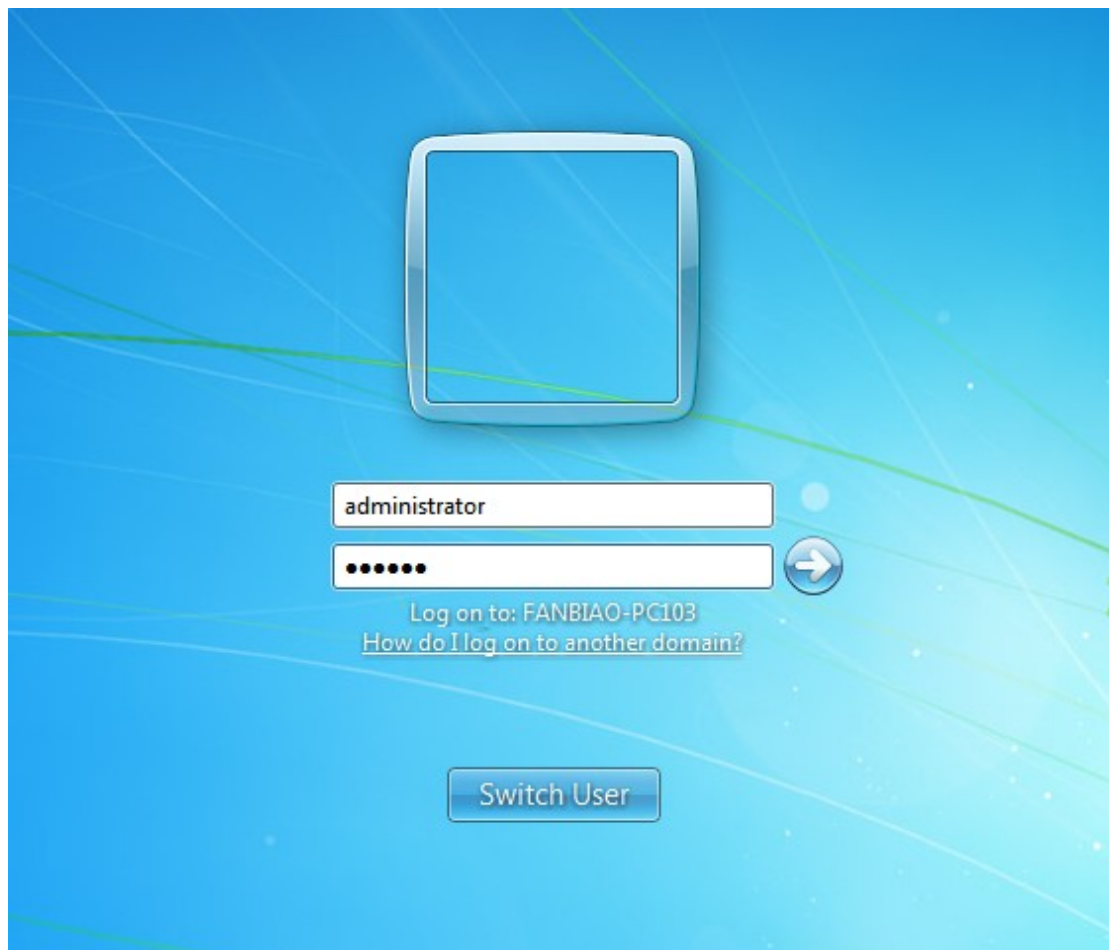 administrator
●●●●●●
Log on to: FANBIAO-PC103
How do I log on to another domain?
Switch User